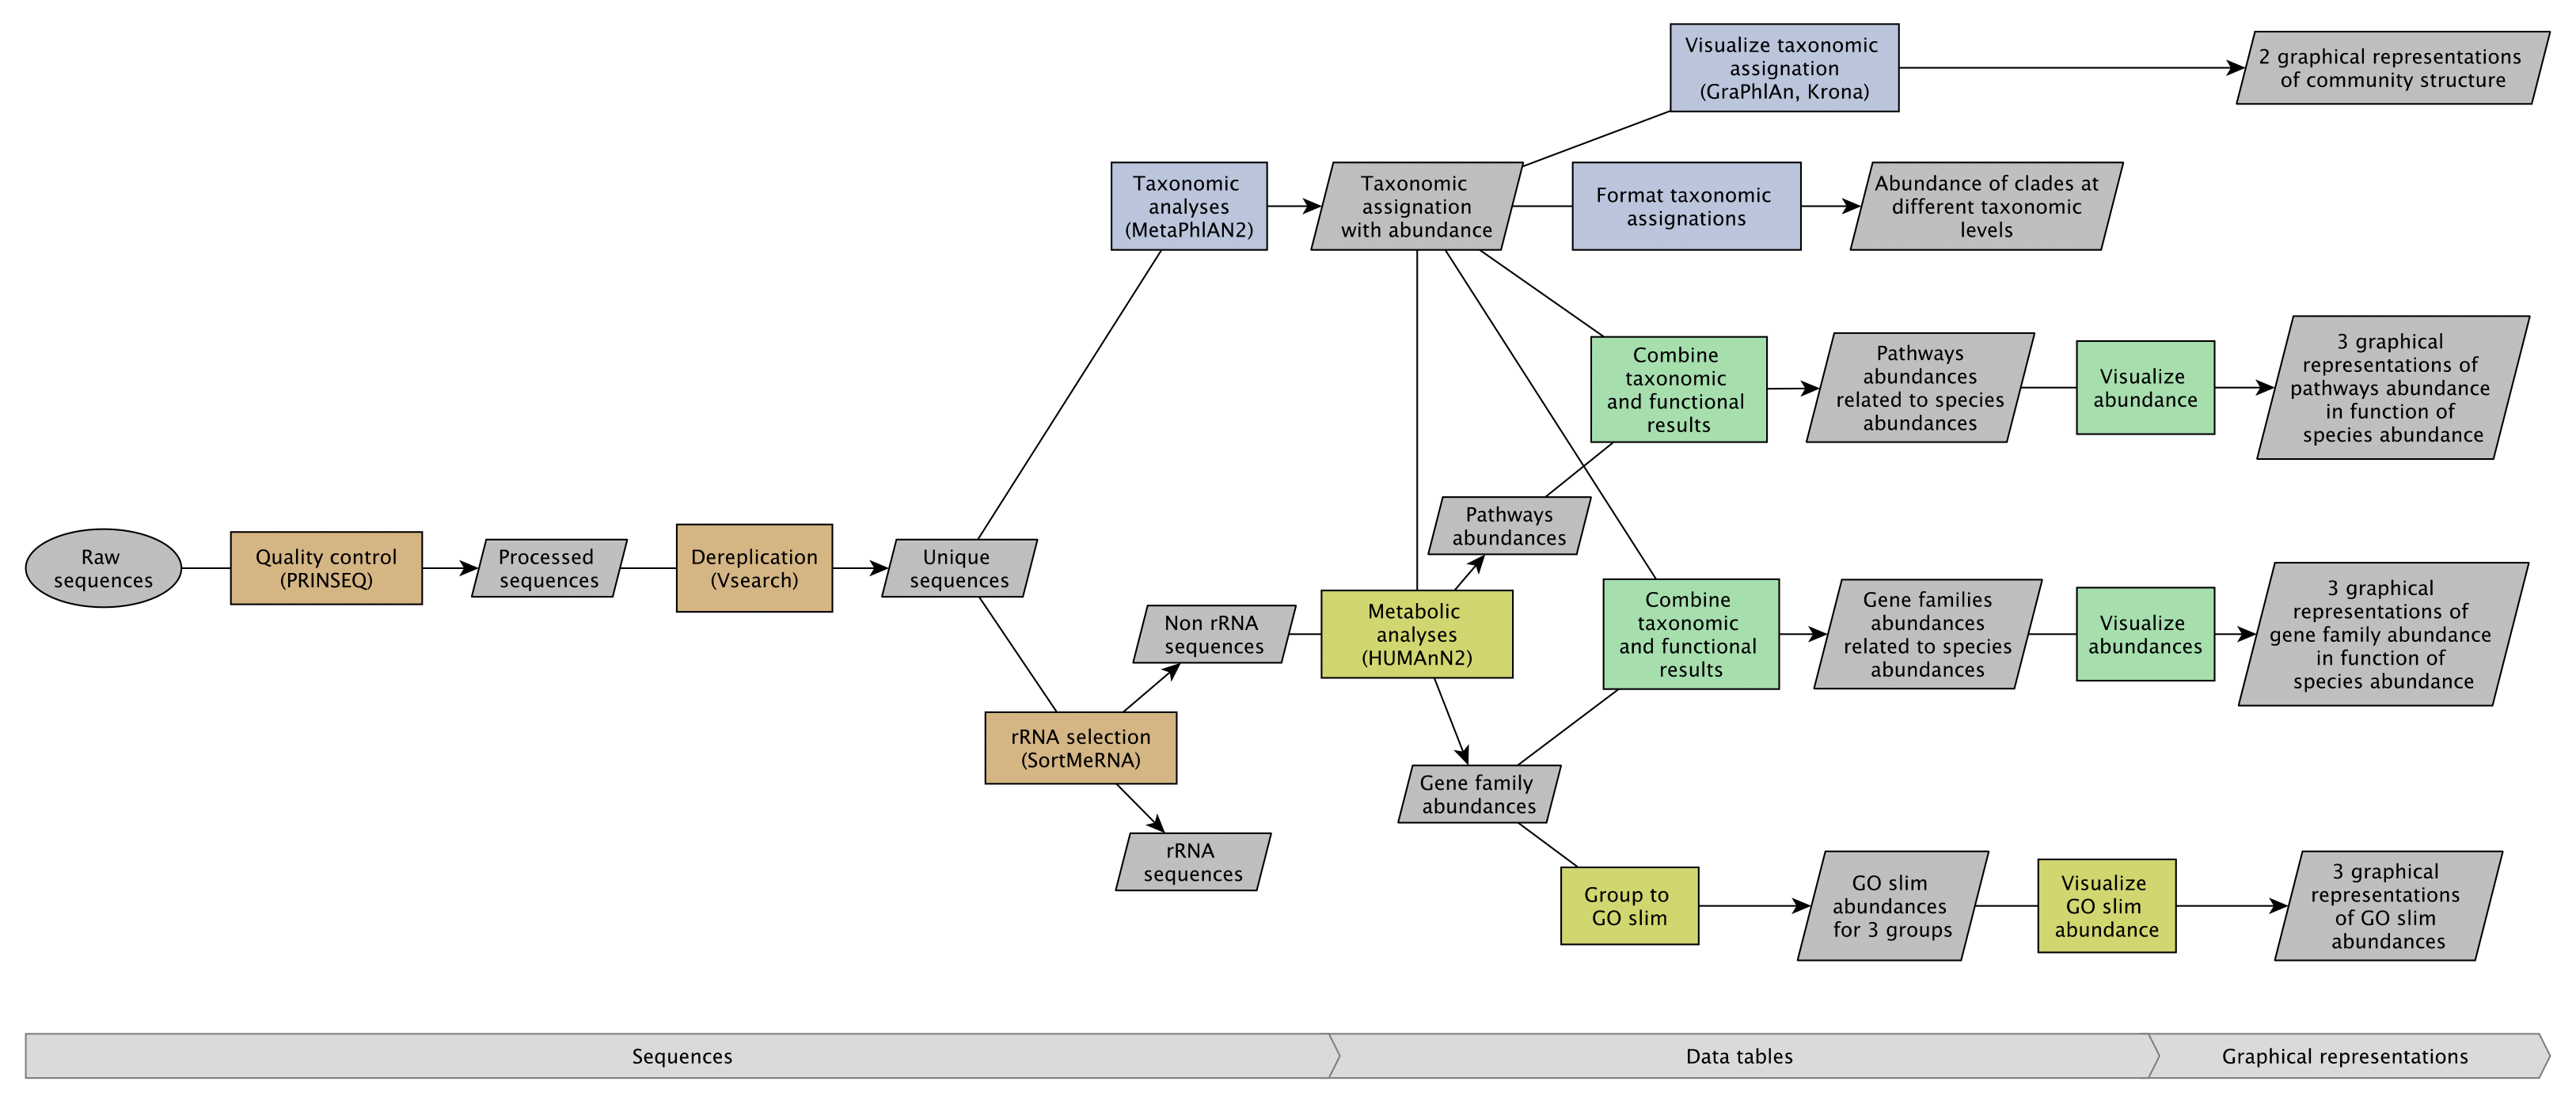 Visualize taxonomic
assignation
(GraPhlAn, Krona)
2 graphical representations
of community structure
Taxonomic
analyses
(MetaPhlAN2)
Taxonomic
assignation
with abundance
Format taxonomic
assignations
Abundance of clades at
different taxonomic
levels
Combine
taxonomic
and functional
results
Pathways
abundances
related to species
abundances
Visualize
abundance
3 graphical
representations of
pathways abundance
in function of
species abundance
Raw
sequences
Quality control
(PRINSEQ)
Processed
sequences
Dereplication
(Vsearch)
Unique
sequences
Pathways
abundances
Non rRNA
sequences
Metabolic
analyses
(HUMAnN2)
Combine
taxonomic
and functional
results
Gene families
abundances
related to species
abundances
Visualize
abundances
3 graphical
representations of
gene family abundance
in function of
species abundance
rRNA selection
(SortMeRNA)
Gene family
abundances
rRNA
sequences
Group to
GO slim
GO slim
abundances
for 3 groups
Visualize
GO slim
abundance
3 graphical
representations
of GO slim
abundances
Sequences
Data tables
Graphical representations